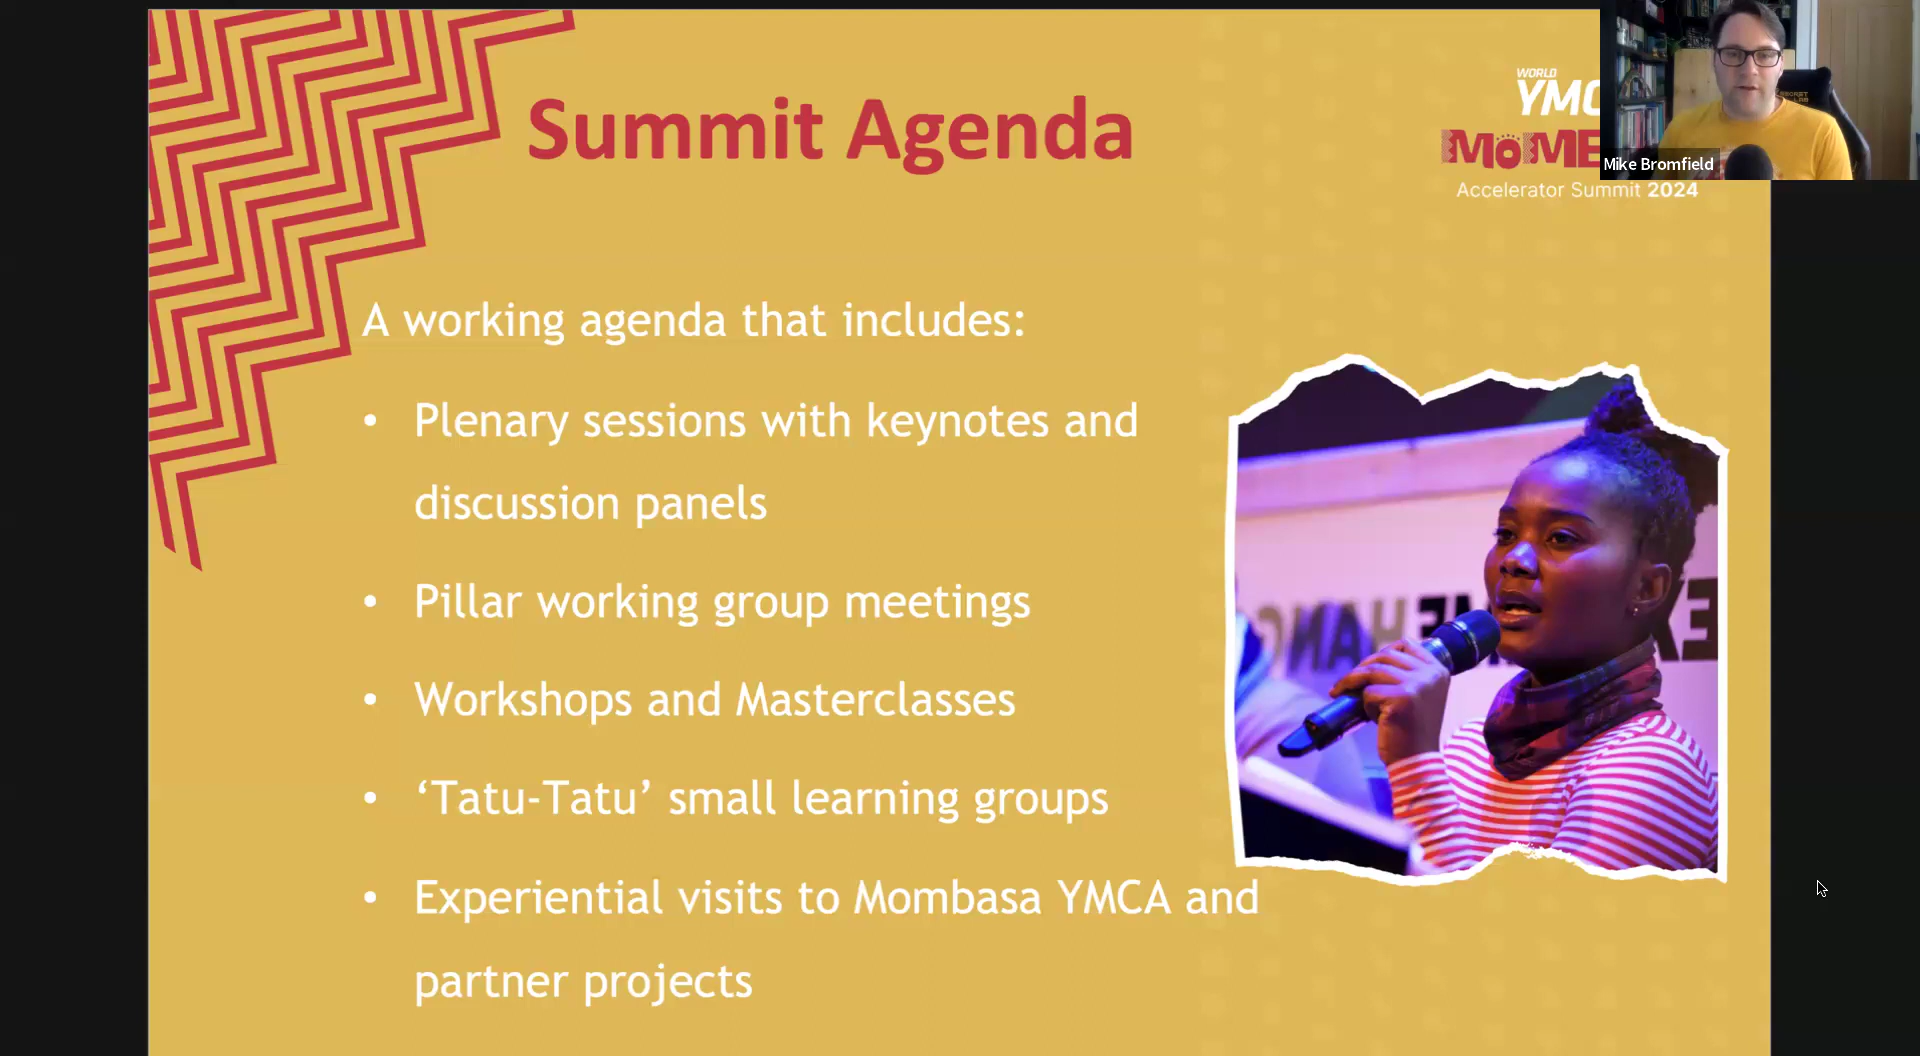 Summit Agenda
WORLD
Accelerator Summit 2024
Mike Bromfield
A working agenda that includes:
• Plenary sessions with keynotes and
discussion panels
• Pillar working group meetings
• Workshops and Masterclasses
• ‘Tatu-Tatu’ small learning groups
• Experiential visits to Mombasa YMCA and
partner projects